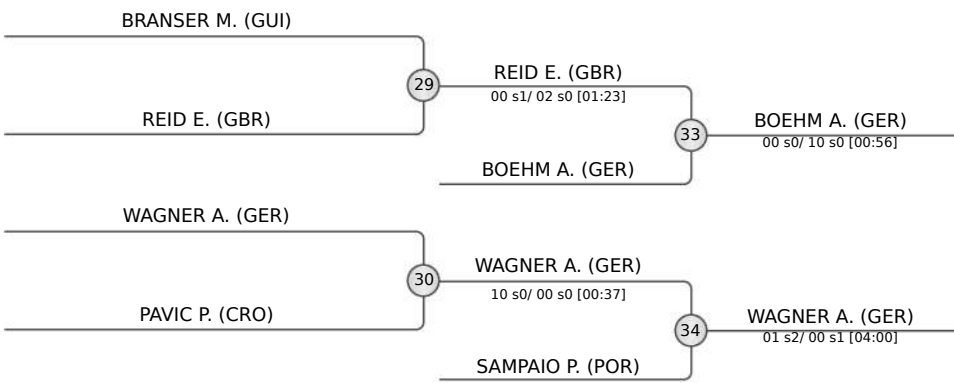 BRANSER M. (GUI)
29
REID E. (GBR)
00 s1/ 02 s0 [01:23]
REID E. (GBR)
33
BOEHM A. (GER)
00 s0/ 10 s0 [00:56]
BOEHM A. (GER)
WAGNER A. (GER)
30
WAGNER A. (GER)
10 s0/ 00 s0 [00:37]
PAVIC P. (CRO)
34
WAGNER A. (GER)
01 s2/ 00 s1 [04:00]
SAMPAIO P. (POR)